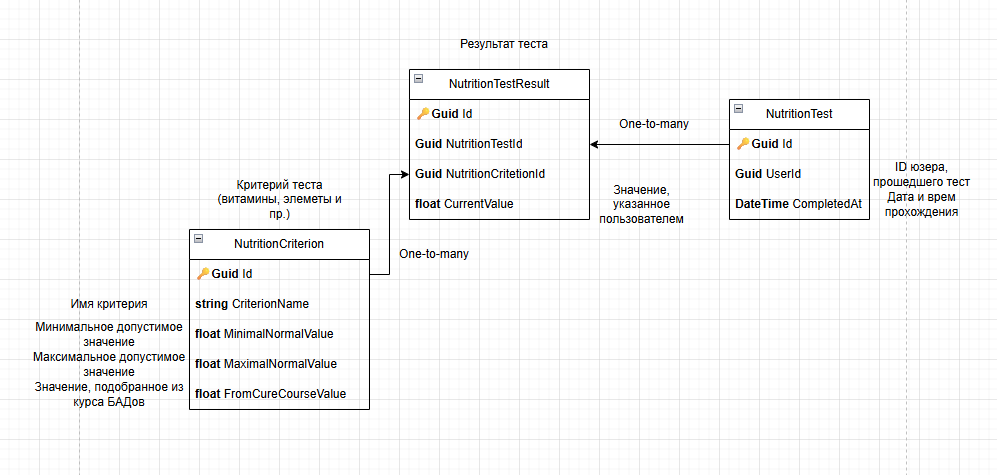 Результат теста
NutritionTestResult
Guid Id
Guid NutritionTestId
Guid NutritionCritetionId
float CurrentValue
One-to-many
NutritionTest
Guid Id
Guid UserId
DateTime CompletedAt
ID юзера,
прошедшего тест
Дата и врем
прохождения
Значение,
указанное
пользователем
Критерий теста
(витамины, элеметы и
пр.)
NutritionCriterion
Guid Id
string CriterionName
float MinimalNormalValue
float MaximalNormalValue
float FromCureCourseValue
One-to-many
Имя критерия
Минимальное допустимое
значение
Максимальное допустимое
значение
Значение, подобранное из
курса БАДов